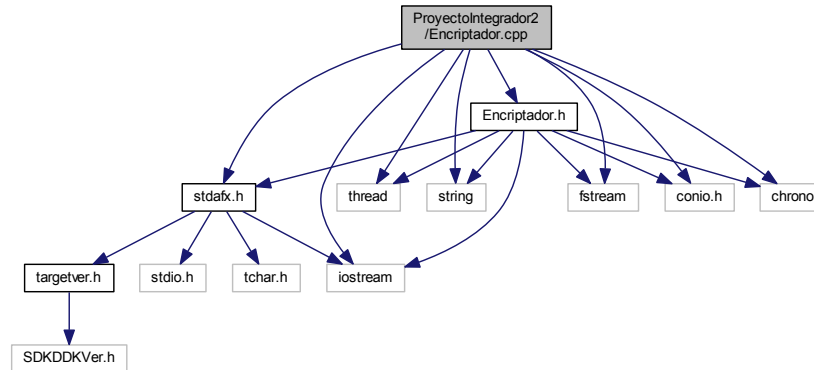 ProyectoIntegrador2
/Encriptador.cpp
Encriptador.h
stdafx.h
thread
string
fstream
conio.h
chrono
targetver.h
stdio.h
tchar.h
iostream
SDKDDKVer.h